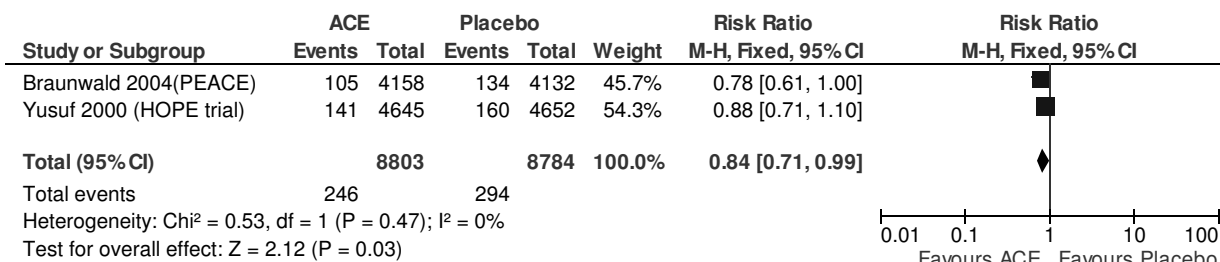 ACE Placebo Risk Ratio Risk Ratio
Study or Subgroup Events Total Events Total Weight M-H, Fixed, 95% CI M-H, Fixed, 95% CI
Braunwald 2004(PEACE) 105 4158 134 4132 45.7% 0.78 [0.61, 1.00]
Yusuf 2000 (HOPE trial) 141 4645 160 4652 54.3% 0.88 [0.71, 1.10]
Total (95% CI) 8803 8784 100.0% 0.84 [0.71, 0.99]
Total events 246 294
Heterogeneity: Chi² = 0.53, df = 1 (P = 0.47); I² = 0%
Test for overall effect: Z = 2.12 (P = 0.03)
0.01 0.1 1 10 100
Favours ACE Favours Placebo